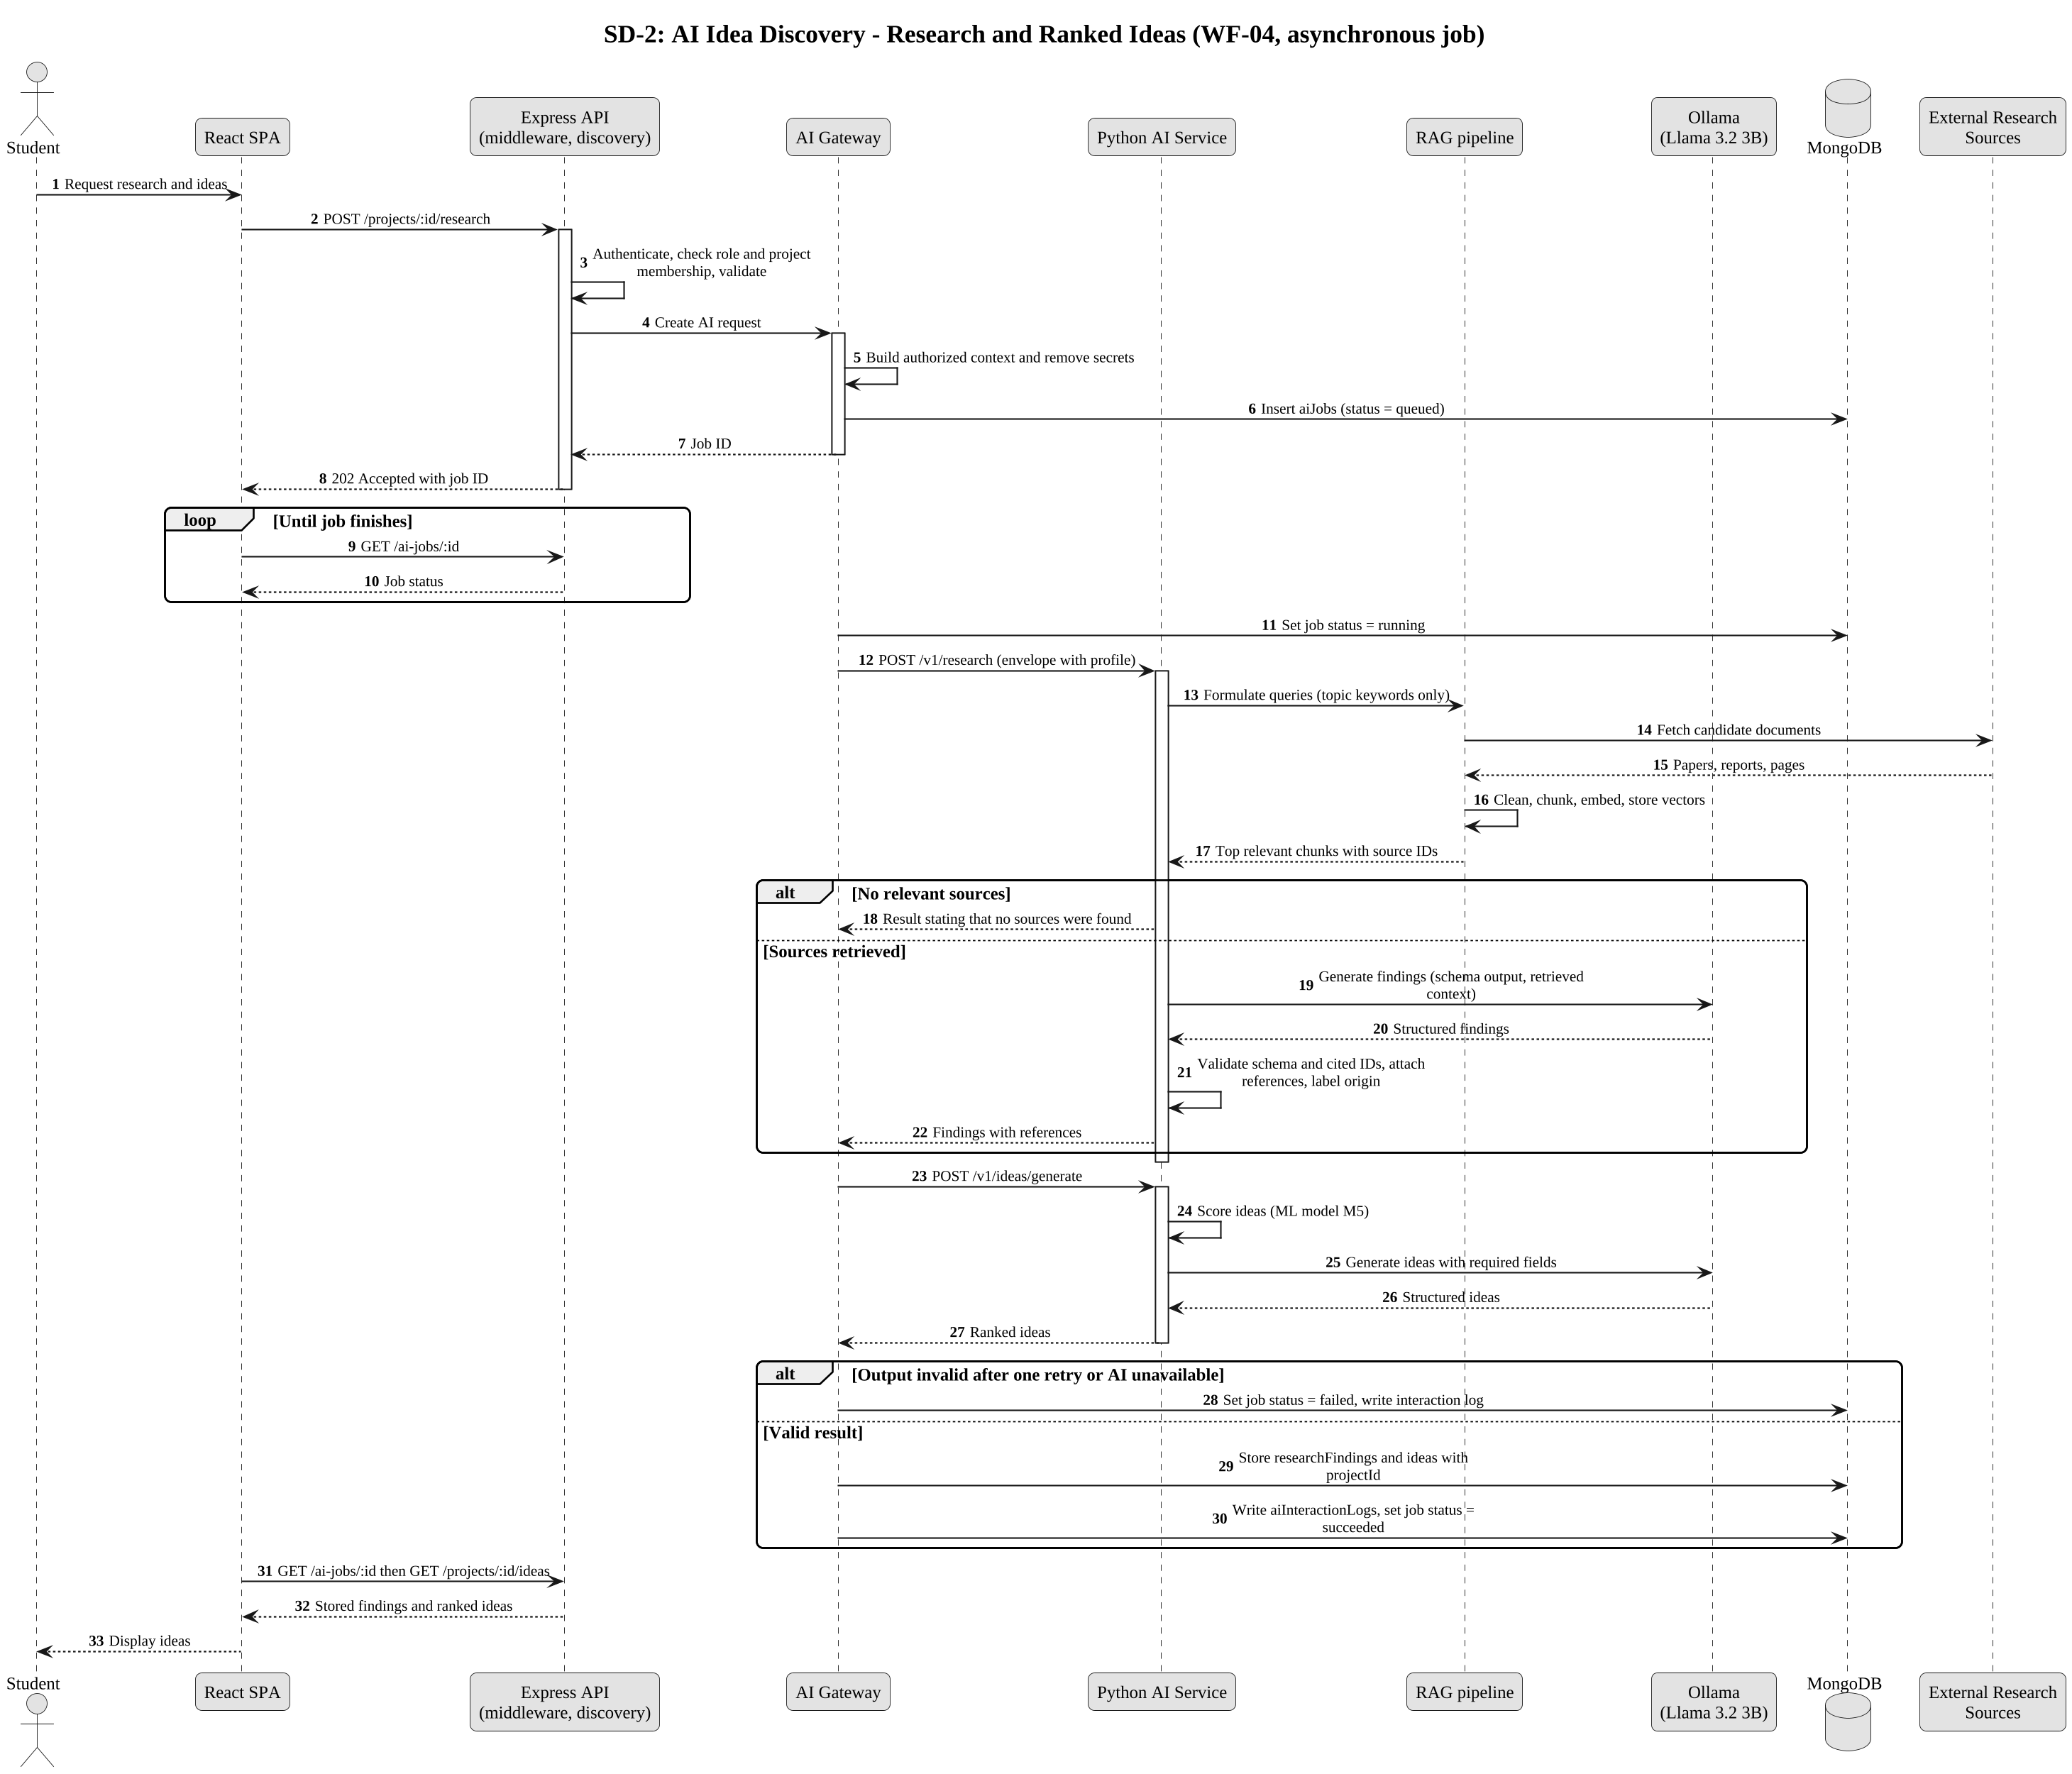 SD-2: AI Idea Discovery - Research and Ranked Ideas (WF-04, asynchronous job)
Student
React SPA
Express API
(middleware, discovery)
AI Gateway
Python AI Service
RAG pipeline
Ollama
(Llama 3.2 3B)
MongoDB
External Research
Sources
1 Request research and ideas
2 POST /projects/:id/research
3 Authenticate, check role and project
membership, validate
4 Create AI request
5 Build authorized context and remove secrets
6 Insert aiJobs (status = queued)
7 Job ID
8 202 Accepted with job ID
loop [Until job finishes]
9 GET /ai-jobs/:id
10 Job status
11 Set job status = running
12 POST /v1/research (envelope with profile)
13 Formulate queries (topic keywords only)
14 Fetch candidate documents
15 Papers, reports, pages
16 Clean, chunk, embed, store vectors
17 Top relevant chunks with source IDs
alt [No relevant sources]
18 Result stating that no sources were found
[Sources retrieved]
19 Generate findings (schema output, retrieved
context)
20 Structured findings
21 Validate schema and cited IDs, attach
references, label origin
22 Findings with references
23 POST /v1/ideas/generate
24 Score ideas (ML model M5)
25 Generate ideas with required fields
26 Structured ideas
27 Ranked ideas
alt [Output invalid after one retry or AI unavailable]
28 Set job status = failed, write interaction log
[Valid result]
29 Store researchFindings and ideas with
projectId
30 Write aiInteractionLogs, set job status =
succeeded
31 GET /ai-jobs/:id then GET /projects/:id/ideas
32 Stored findings and ranked ideas
33 Display ideas
Student
React SPA
Express API
(middleware, discovery)
AI Gateway
Python AI Service
RAG pipeline
Ollama
(Llama 3.2 3B)
MongoDB
External Research
Sources